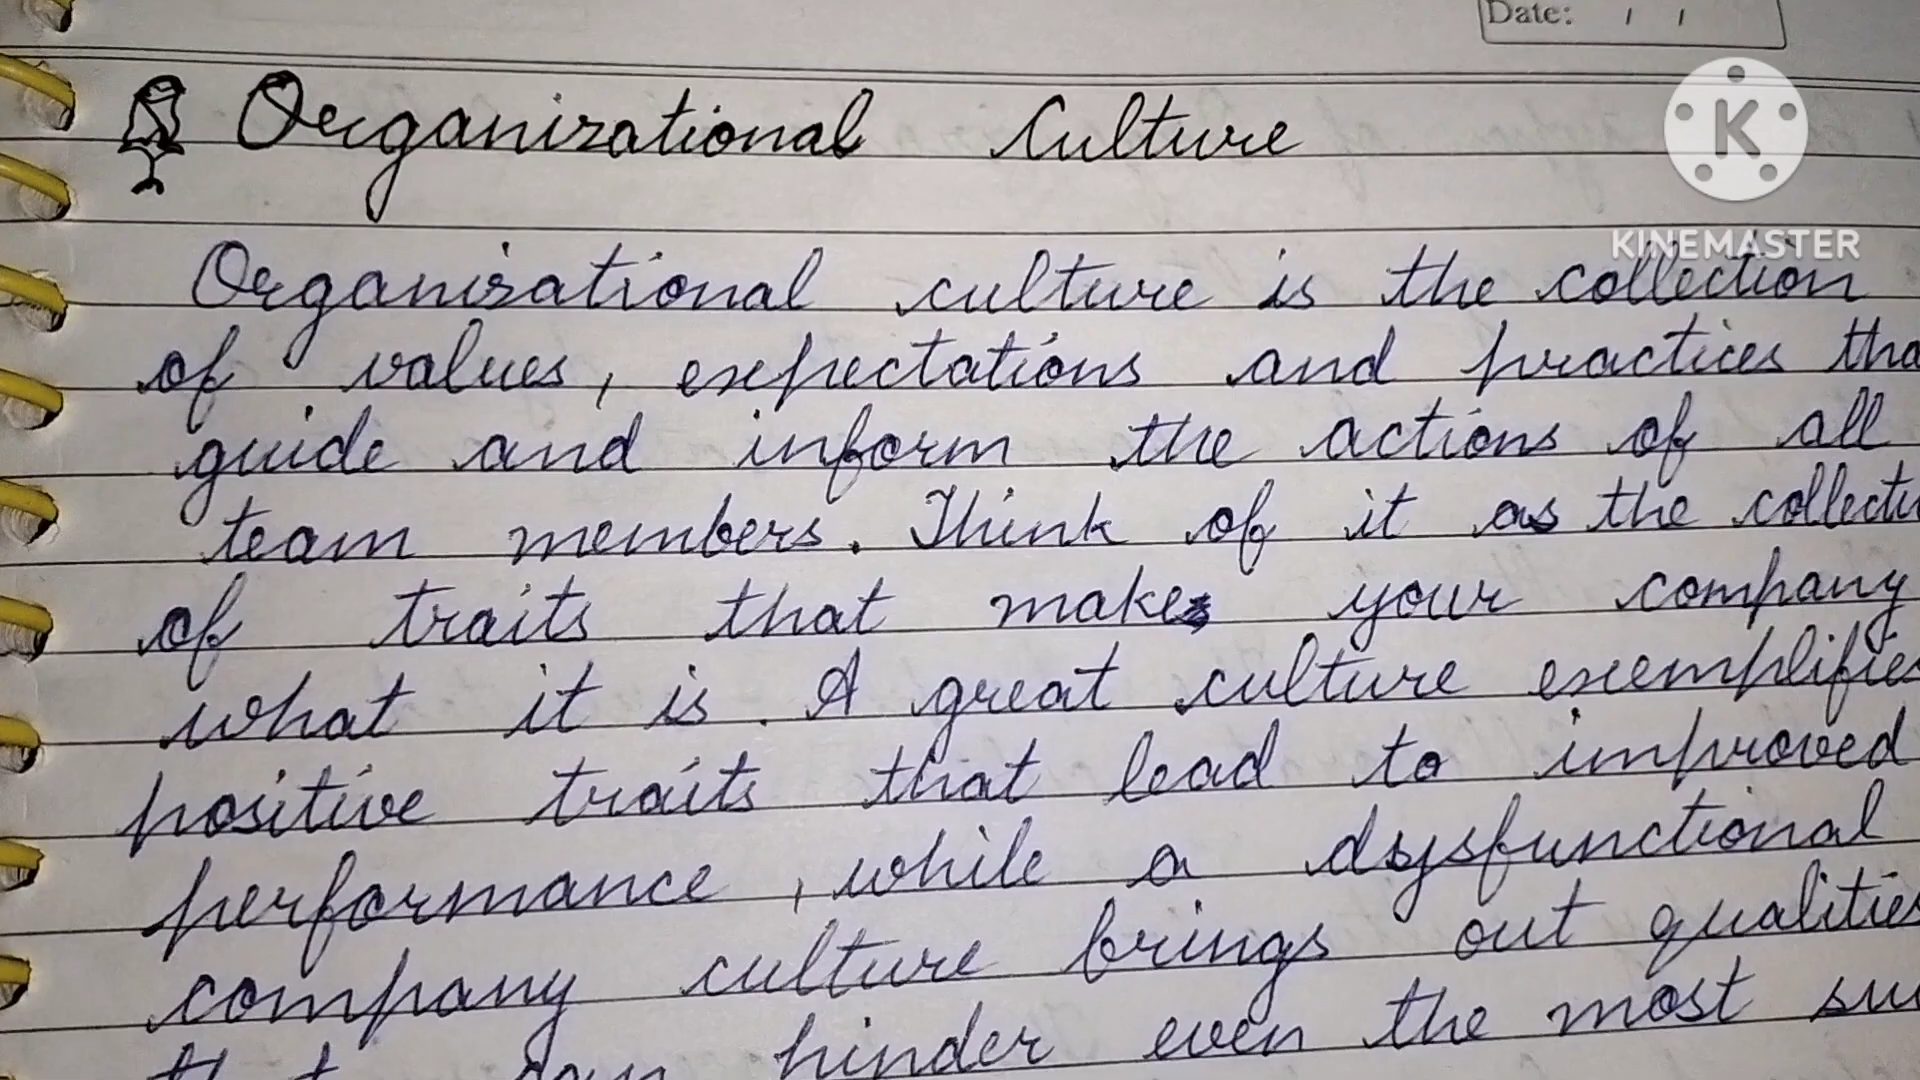 Date: / /
Organizational Culture
KINEMASTER
Organisational culture is the collection
of values, expectations and practices tha
guide and inform the actions of all
team members. Think of it as the collecti
of traits that makes your company
what it is. A great culture exemplifies
positive traits that lead to improved
performance, while a dysfunctional
company culture brings out qualities
hinder even the most su